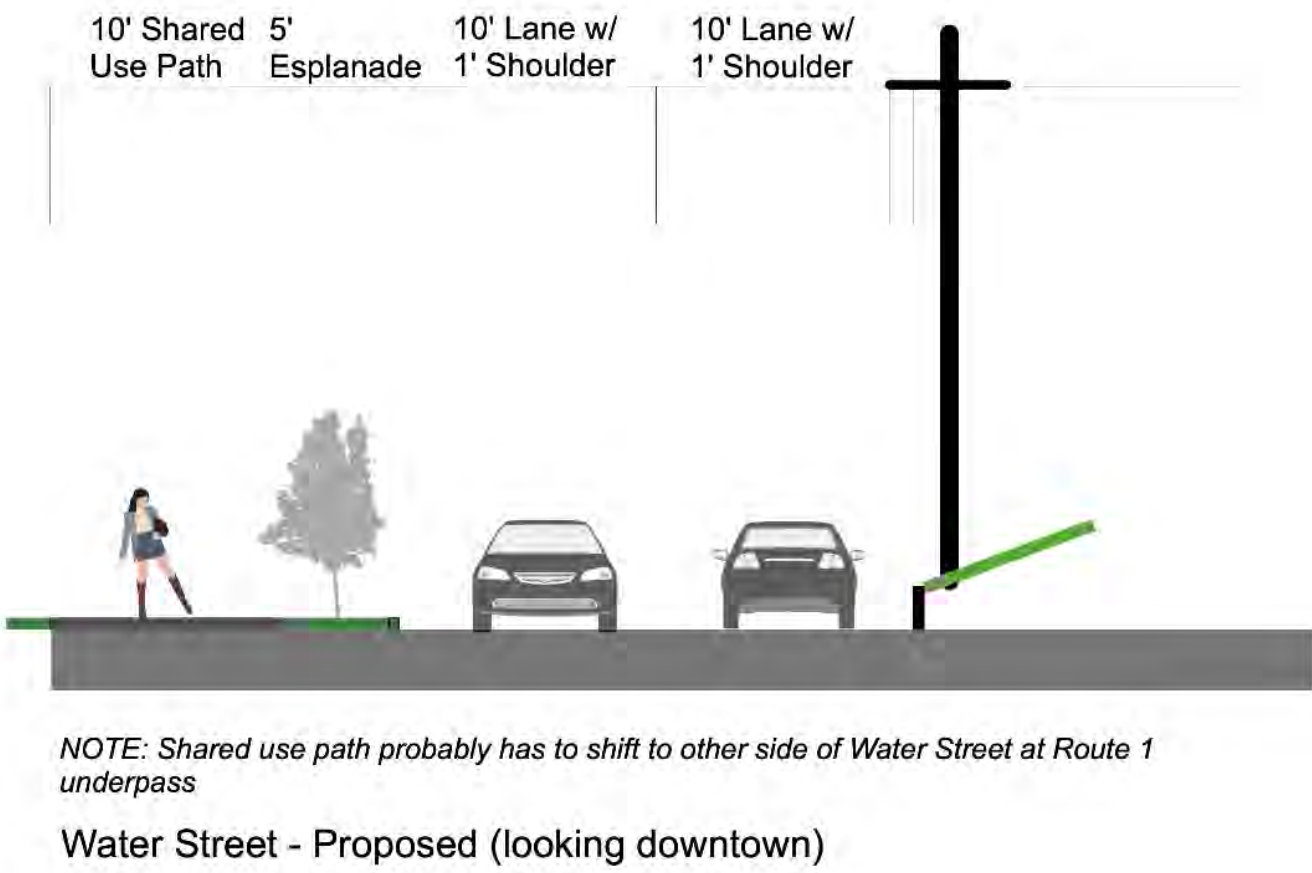 10' Shared Use Path
5' Esplanade
10' Lane w/ 1' Shoulder
10' Lane w/ 1' Shoulder
NOTE: Shared use path probably has to shift to other side of Water Street at Route 1
underpass
Water Street - Proposed (looking downtown)